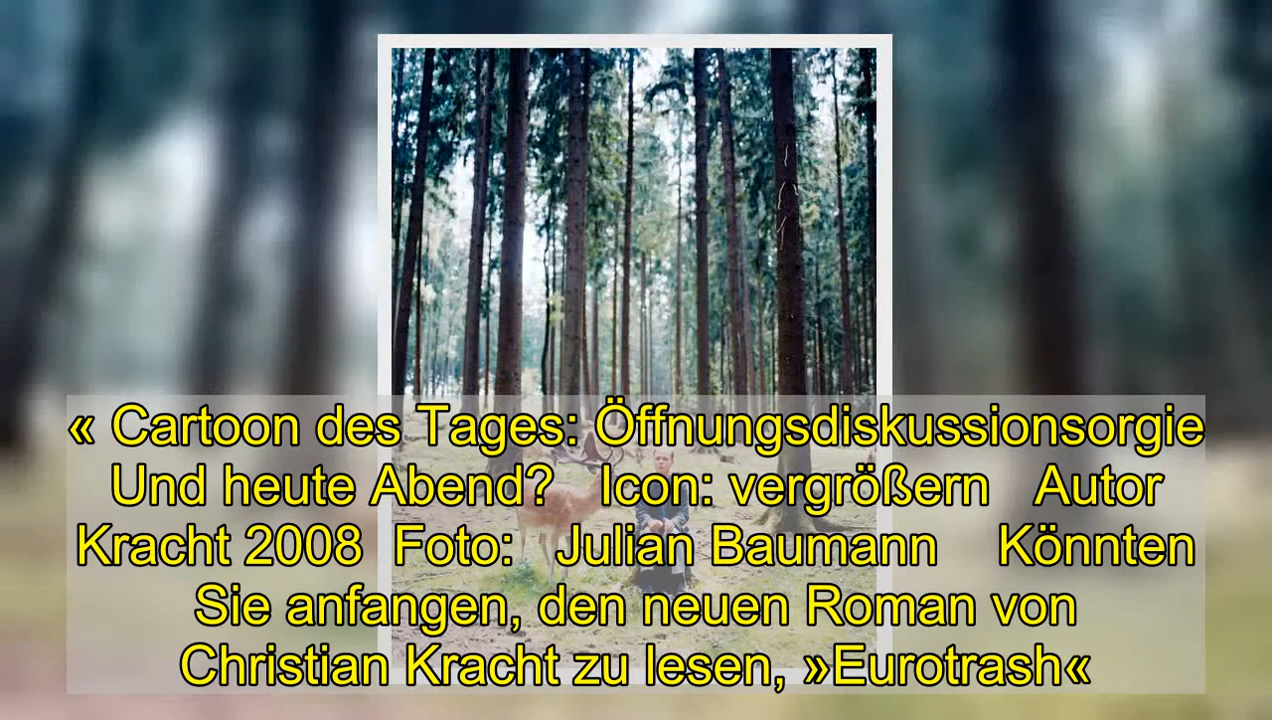 « Cartoon des Tages: Öffnungsdiskussionsorgie
Und heute Abend? Icon: vergrößern Autor
Kracht 2008 Foto: Julian Baumann Könnten
Sie anfangen, den neuen Roman von
Christian Kracht zu lesen, »Eurotrash«